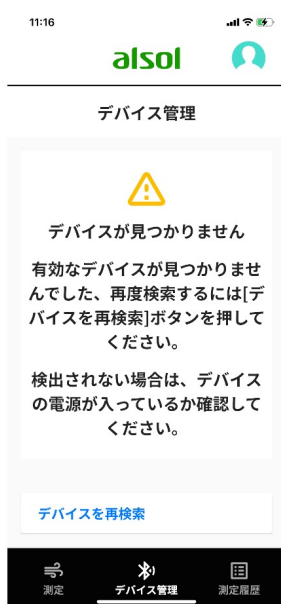 11:16
alsol
デバイス管理
デバイスが見つかりません
有効なデバイスが見つかりませ
んでした、再度検索するには[デ
バイスを再検索]ボタンを押して
ください。
検出されない場合は、デバイス
の電源が入っているか確認して
ください。
デバイスを再検索
測定
デバイス管理
測定履歴